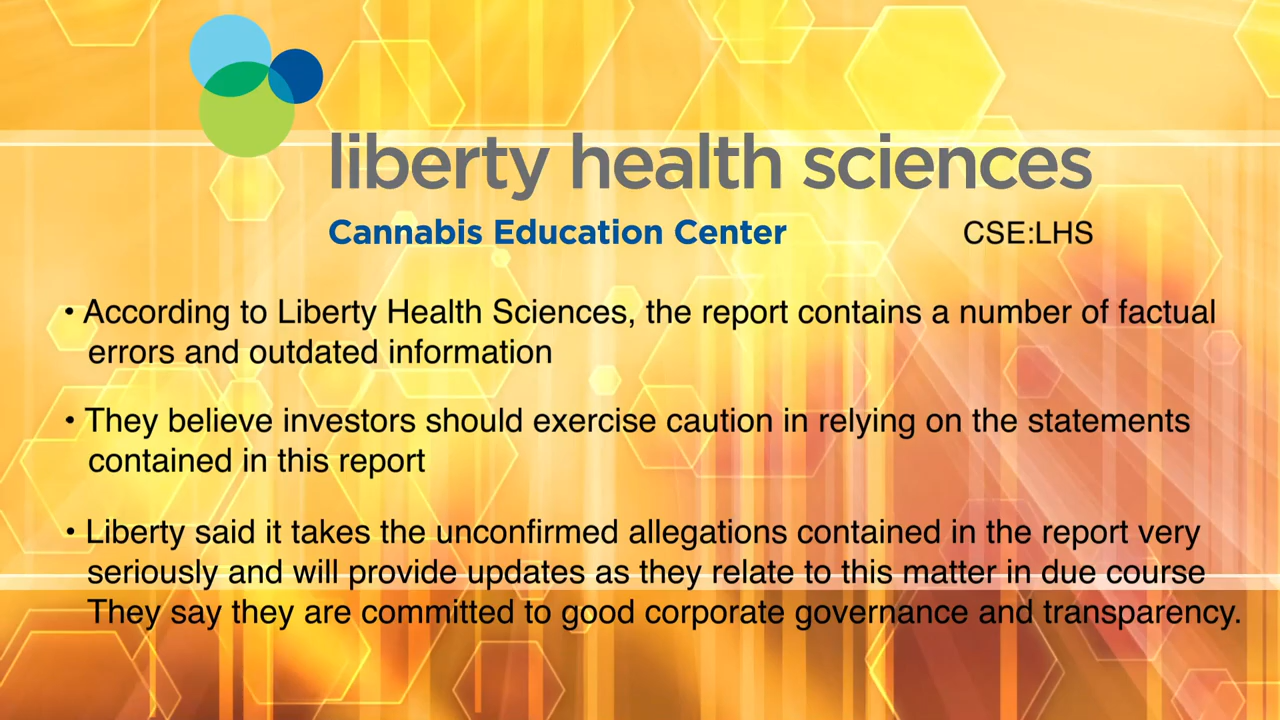 liberty health sciences
Cannabis Education Center CSE:LHS
• According to Liberty Health Sciences, the report contains a number of factual
errors and outdated information
• They believe investors should exercise caution in relying on the statements
contained in this report
• Liberty said it takes the unconfirmed allegations contained in the report very
seriously and will provide updates as they relate to this matter in due course
They say they are committed to good corporate governance and transparency.